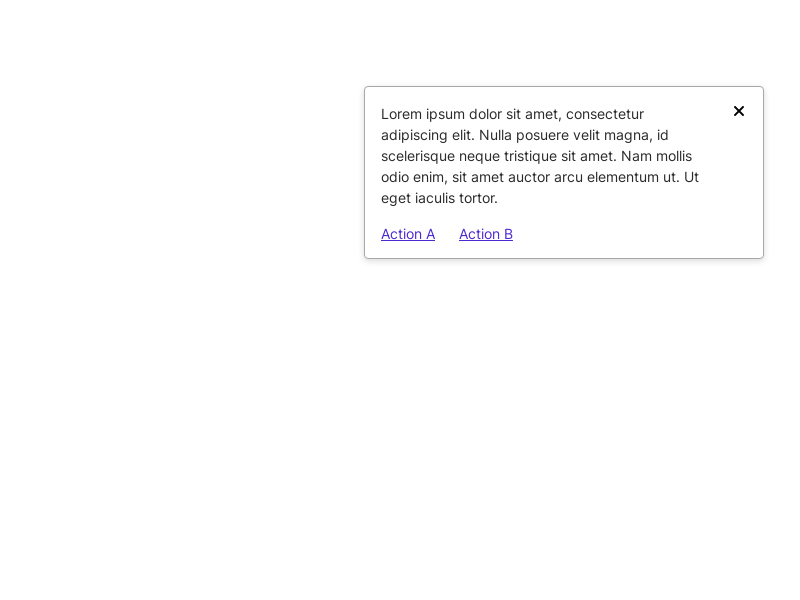 Lorem ipsum dolor sit amet, consectetur
adipiscing elit. Nulla posuere velit magna, id
scelerisque neque tristique sit amet. Nam mollis
odio enim, sit amet auctor arcu elementum ut. Ut
eget iaculis tortor.
Action A Action B